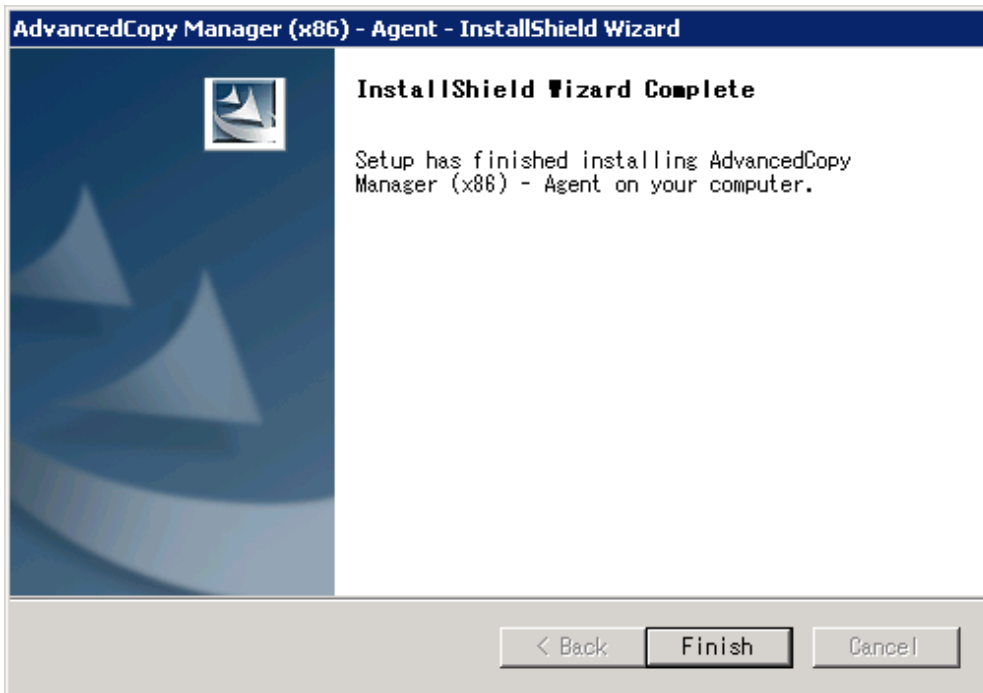 AdvancedCopy Manager (x86) - Agent - InstallShield Wizard
InstallShield Wizard Complete
Setup has finished installing AdvancedCopy
Manager (x86) - Agent on your computer.
< Back
Finish
Cancel